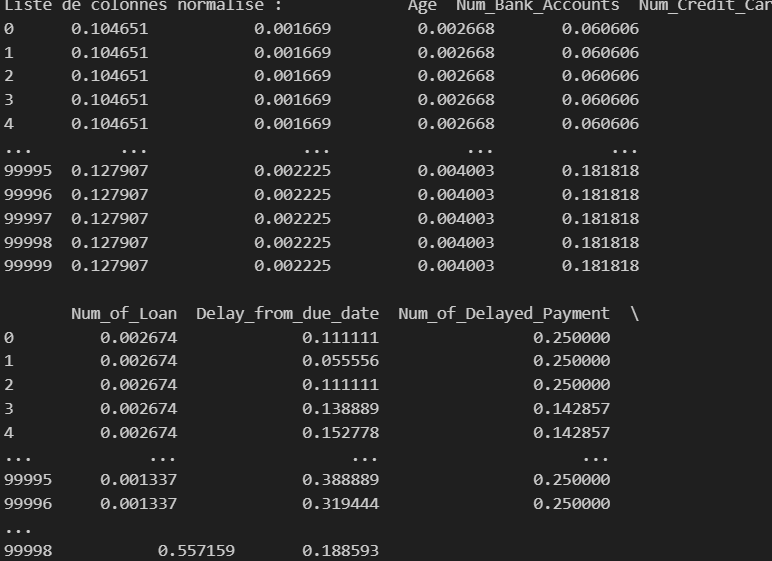 Liste de colonnes normalise :             Age  Num_Bank_Accounts  Num_Credit_Car
0      0.104651           0.001669         0.002668       0.060606
1      0.104651           0.001669         0.002668       0.060606
2      0.104651           0.001669         0.002668       0.060606
3      0.104651           0.001669         0.002668       0.060606
4      0.104651           0.001669         0.002668       0.060606
...         ...                ...              ...            ...
99995  0.127907           0.002225         0.004003       0.181818
99996  0.127907           0.002225         0.004003       0.181818
99997  0.127907           0.002225         0.004003       0.181818
99998  0.127907           0.002225         0.004003       0.181818
99999  0.127907           0.002225         0.004003       0.181818
       Num_of_Loan  Delay_from_due_date  Num_of_Delayed_Payment  \
0         0.002674             0.111111                0.250000
1         0.002674             0.055556                0.250000
2         0.002674             0.111111                0.250000
3         0.002674             0.138889                0.142857
4         0.002674             0.152778                0.142857
...            ...                  ...                     ...
99995     0.001337             0.388889                0.250000
99996     0.001337             0.319444                0.250000
...
99998           0.557159       0.188593